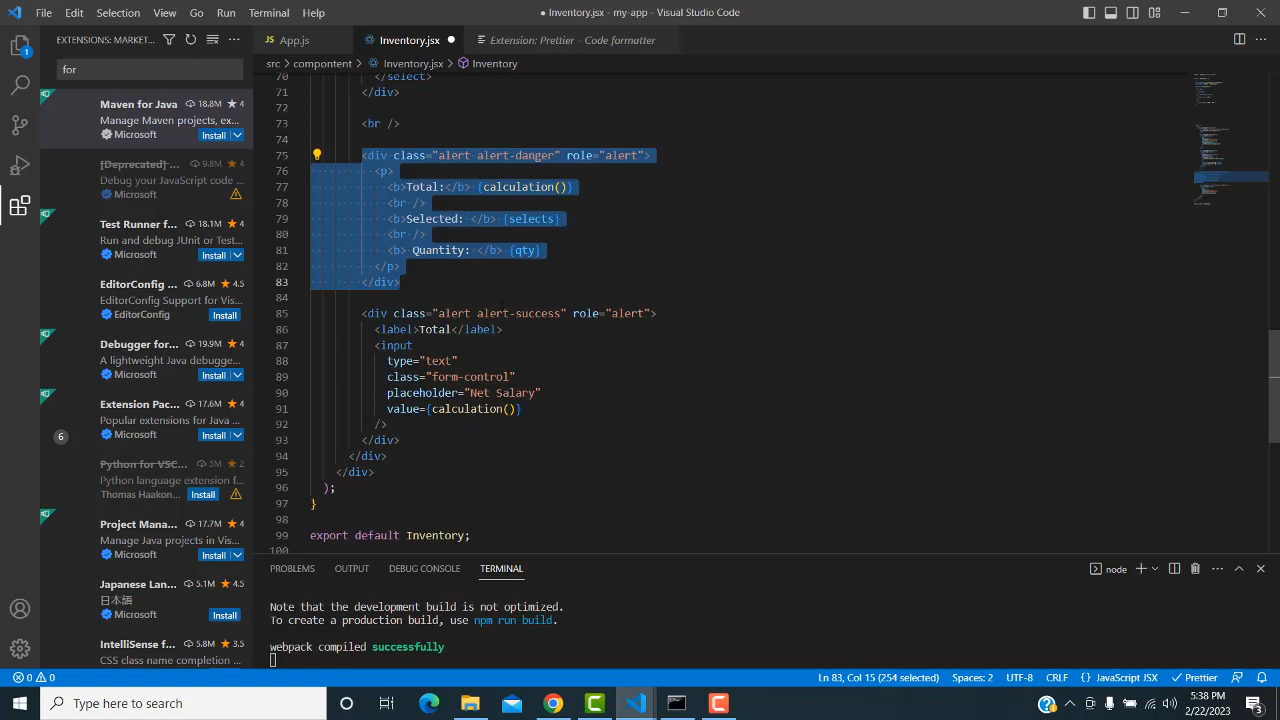 File Edit Selection View Go Run Terminal Help
● Inventory.jsx - my-app - Visual Studio Code
EXTENSIONS: MARKET...
App.js
Inventory.jsx ●
Extension: Prettier - Code formatter
src > compontent > Inventory.jsx > Inventory
for
Maven for Java 18.8M ★ 4
Manage Maven projects, ex...
Microsoft Install
[Deprecated] ... 9.8M ★ 4
Debug your JavaScript code ...
Microsoft
Test Runner f... 18.1M ★ 4
Run and debug JUnit or Test...
Microsoft Install
EditorConfig ... 6.8M ★ 4.5
EditorConfig Support for Vis...
EditorConfig Install
Debugger for... 19.9M ★ 4
A lightweight Java debugge...
Microsoft Install
Extension Pac... 17.6M ★ 4
Popular extensions for Java ...
Microsoft Install
Python for VSC... 5M ★ 2
Python language extension f...
Thomas Haakon... Install
Project Mana... 17.7M ★ 4
Manage Java projects in Vis...
Microsoft Install
Japanese Lan... 5.1M ★ 4.5
日本語
Microsoft Install
IntelliSense f... 5.8M ★ 3.5
CSS class name completion ...
1
6
70 </select>
71 </div>
72
73 <br />
74
75 <div class="alert alert-danger" role="alert">
76 <p>
77 <b>Total:</b> {calculation()}
78 <br />
79 <b>Selected: </b> {selects}
80 <br />
81 <b> Quantity: </b> {qty}
82 </p>
83 </div>
84
85 <div class="alert alert-success" role="alert">
86 <label>Total</label>
87 <input
88 type="text"
89 class="form-control"
90 placeholder="Net Salary"
91 value={calculation()}
92 />
93 </div>
94 </div>
95 </div>
96 );
97 }
98
99 export default Inventory;
100
PROBLEMS OUTPUT DEBUG CONSOLE TERMINAL
node
Note that the development build is not optimized.
To create a production build, use npm run build.
webpack compiled successfully
0 0
Ln 83, Col 15 (254 selected) Spaces: 2 UTF-8 CRLF {} JavaScript JSX Prettier
Type here to search
5:38 PM
2/22/2023
3